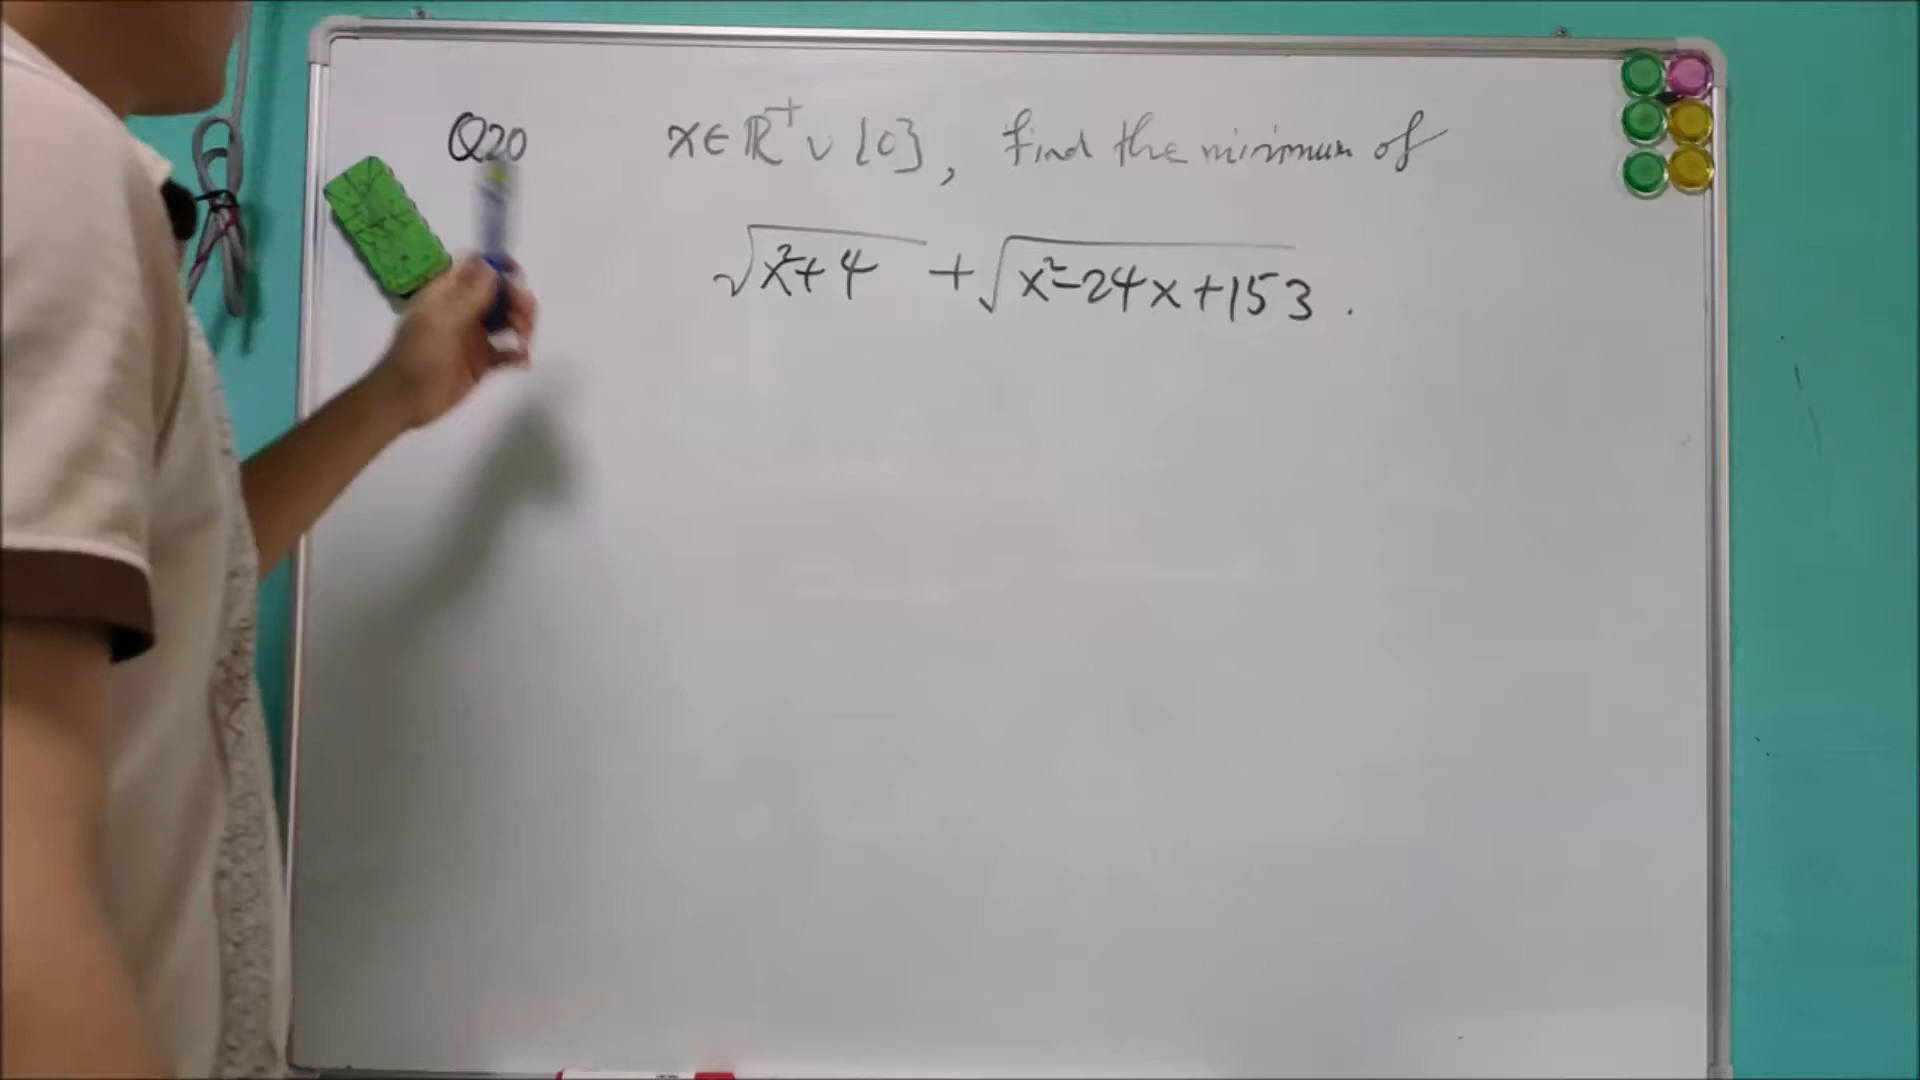 Q20 x∈ℝ⁺∪{0}, find the minimum of
√(x²+4) + √(x²-24x+153).